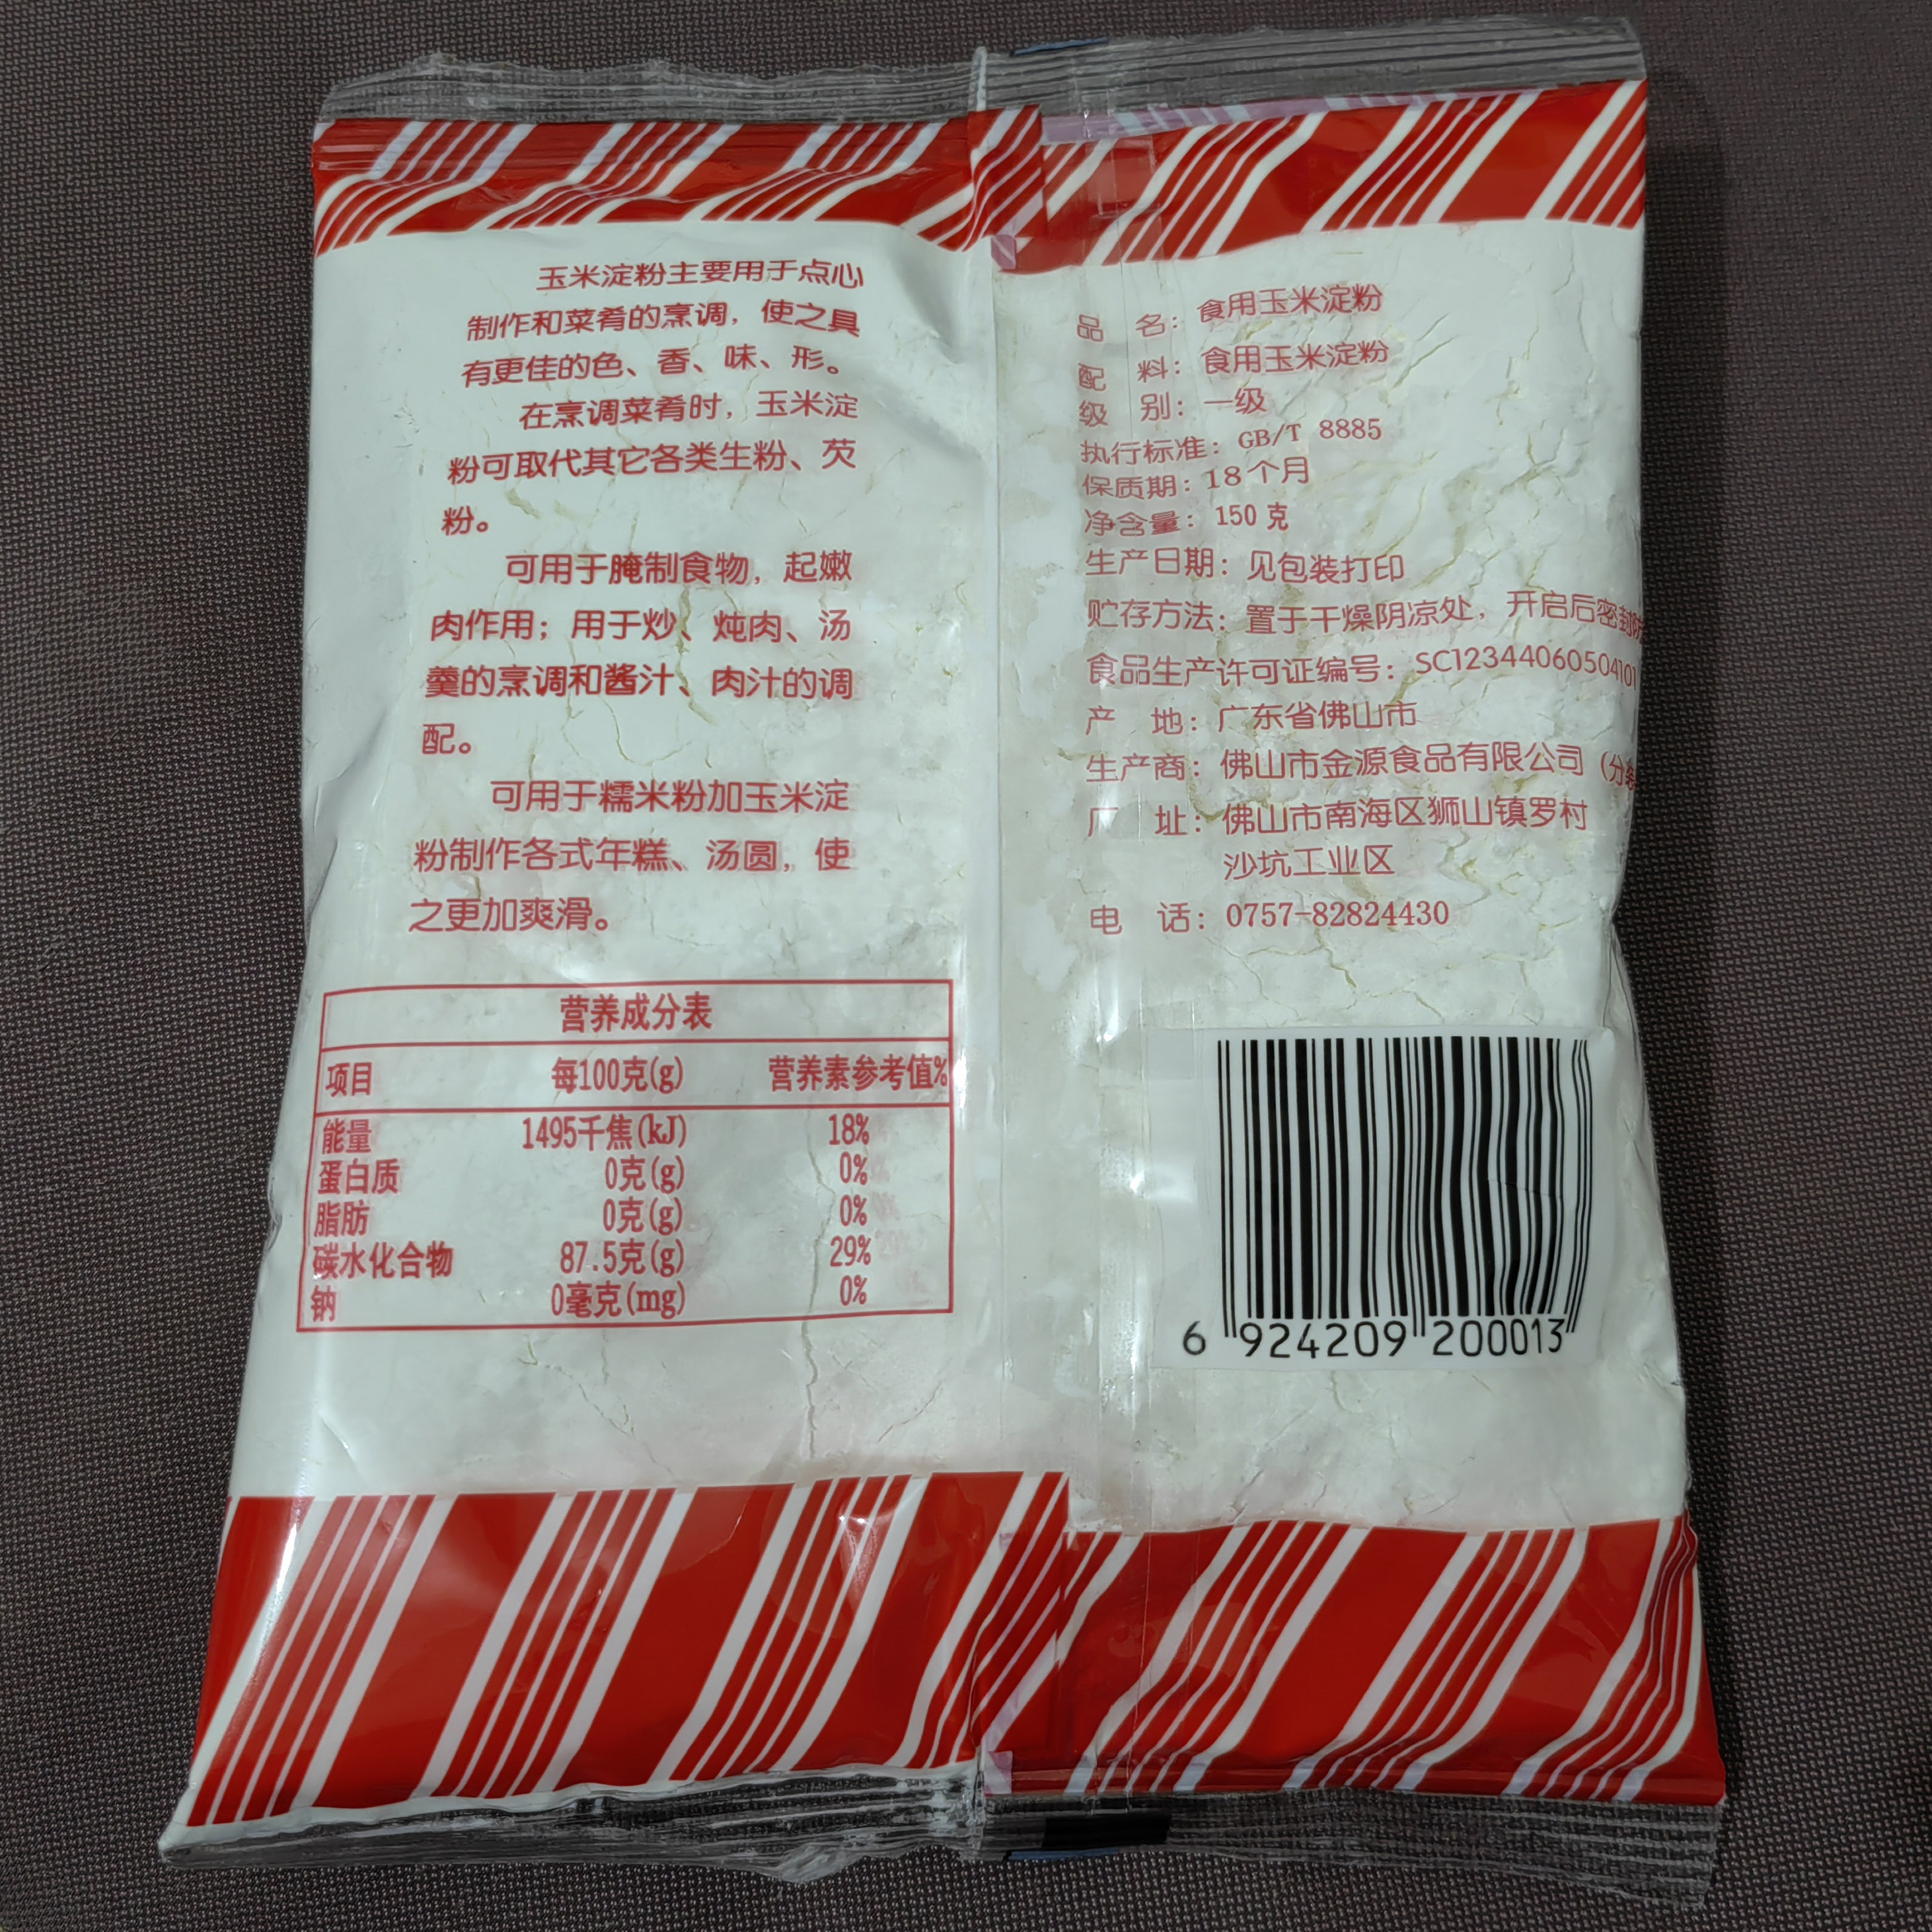 玉米淀粉主要用于点心
制作和菜肴的烹调，使之具
有更佳的色、香、味、形。
在烹调菜肴时，玉米淀
粉可取代其它各类生粉、芡
粉。
可用于腌制食物，起嫩
肉作用；用于炒、炖肉、汤
羹的烹调和酱汁、肉汁的调
配。
可用于糯米粉加玉米淀
粉制作各式年糕、汤圆，使
之更加爽滑。
营养成分表
项目 每100克(g) 营养素参考值%
能量 1495千焦(kJ) 18%
蛋白质 0克(g) 0%
脂肪 0克(g) 0%
碳水化合物 87.5克(g) 29%
钠 0毫克(mg) 0%
品 名：食用玉米淀粉
配 料：食用玉米淀粉
级 别：一级
执行标准：GB/T 8885
保质期：18个月
净含量：150 克
生产日期：见包装打印
贮存方法：置于干燥阴凉处，开启后密封
食品生产许可证编号：SC12344060504101
产 地：广东省佛山市
生产商：佛山市金源食品有限公司（分
厂 址：佛山市南海区狮山镇罗村
沙坑工业区
电 话：0757-82824430
6 924209 200013